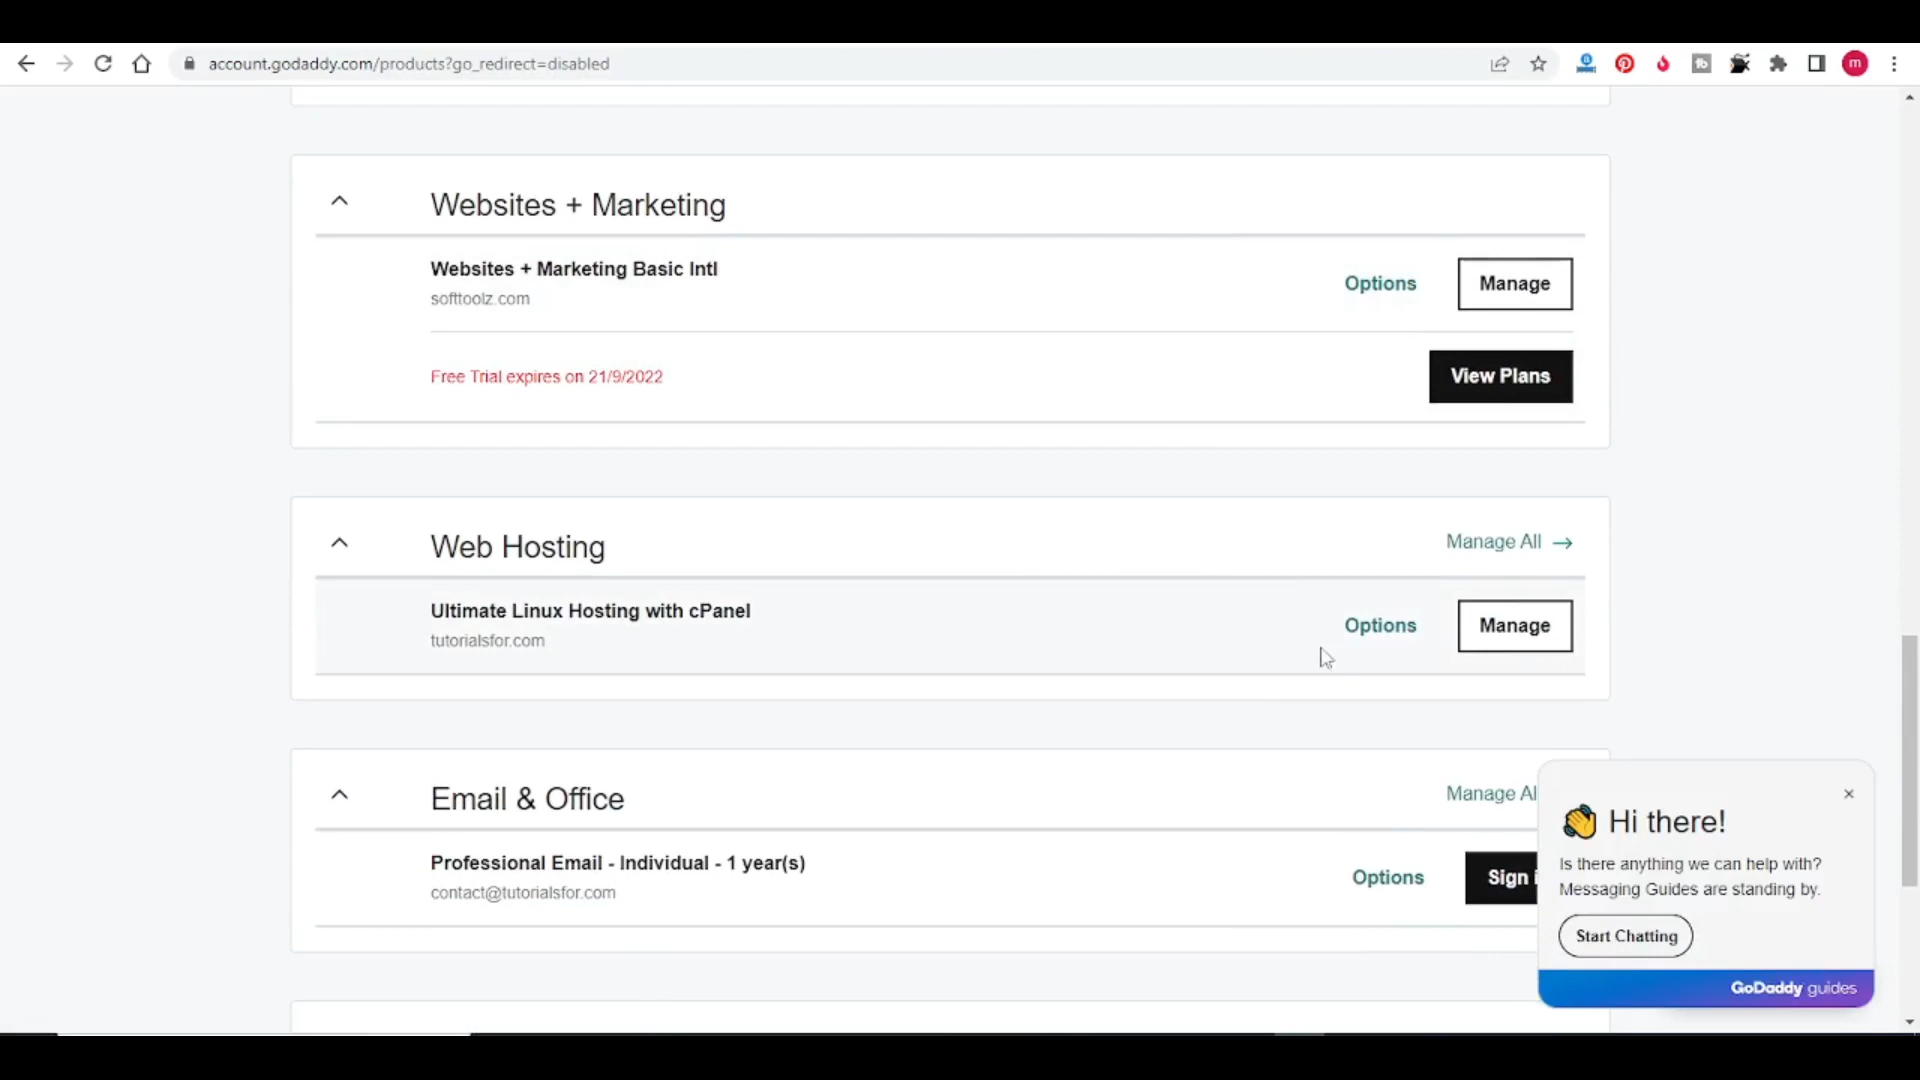 account.godaddy.com/products?go_redirect=disabled
m
Websites + Marketing
Websites + Marketing Basic Intl
softtoolz.com
Options
Manage
Free Trial expires on 21/9/2022
View Plans
Web Hosting
Manage All →
Ultimate Linux Hosting with cPanel
tutorialsfor.com
Options
Manage
Email & Office
Manage Al
Professional Email - Individual - 1 year(s)
contact@tutorialsfor.com
Options
Sign i
👋 Hi there!
Is there anything we can help with?
Messaging Guides are standing by.
Start Chatting
GoDaddy guides